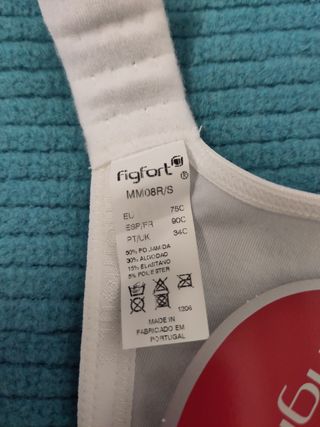 figfort ®
MM08R/S
EU 75C
ESP/FR 90C
PT/UK 34C
50% POLIAMIDA
30% ALGODAO
15% ELASTANO
5% POLIESTER
1206
MADE IN
FABRICADO EM
PORTUGAL